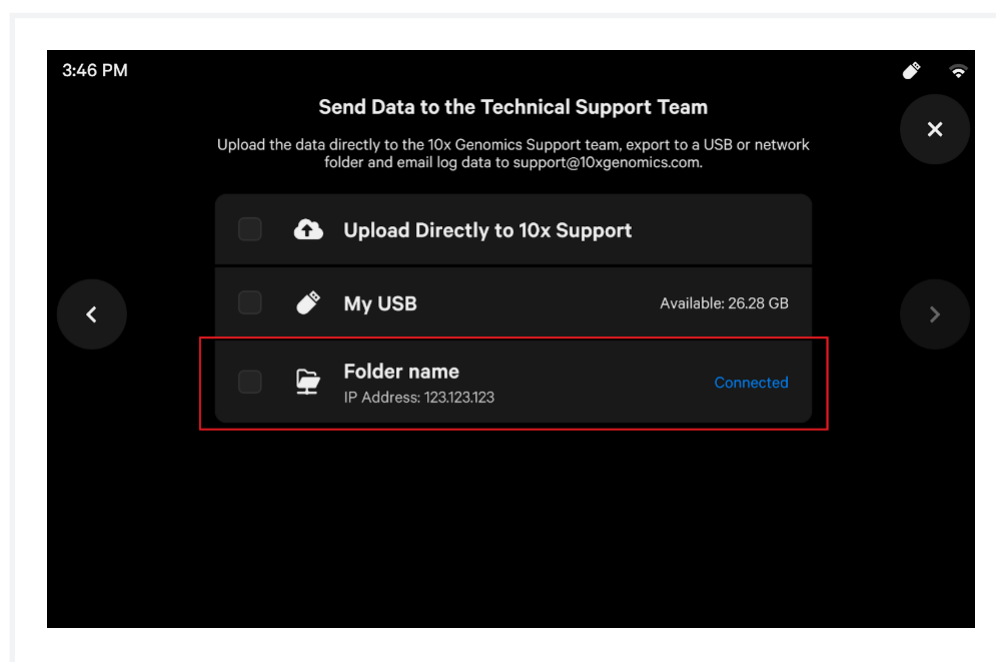 3:46 PM
Send Data to the Technical Support Team
Upload the data directly to the 10x Genomics Support team, export to a USB or network
folder and email log data to support@10xgenomics.com.
Upload Directly to 10x Support
My USB
Available: 26.28 GB
Folder name
IP Address: 123.123.123
Connected